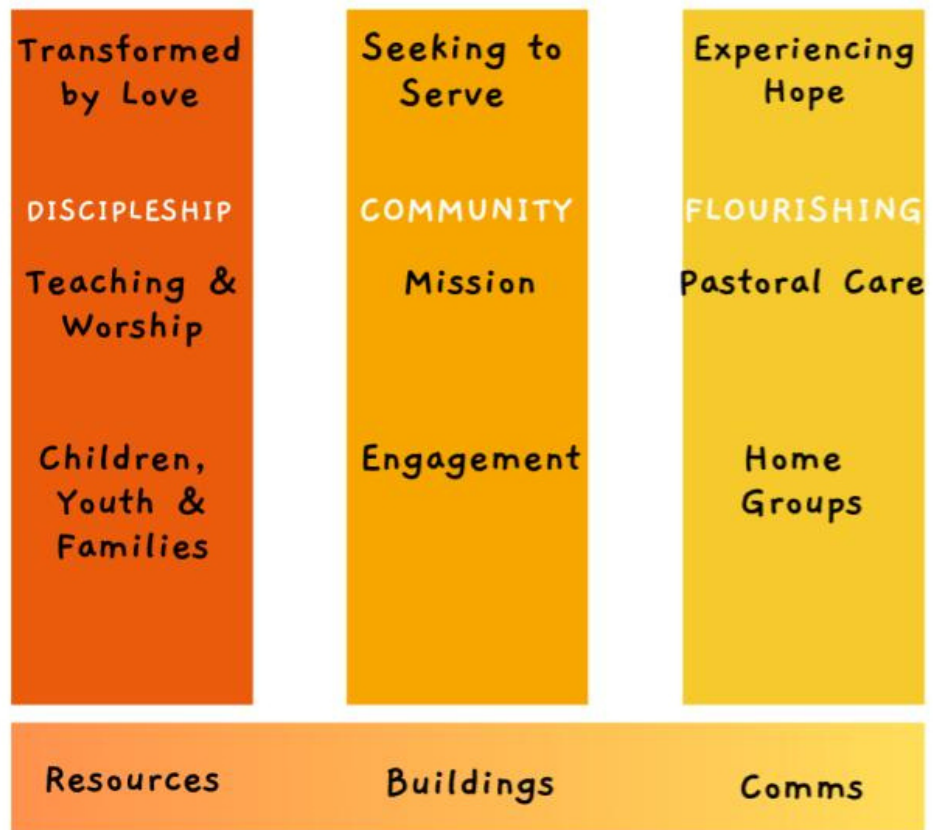 Transformed
by Love
DISCIPLESHIP
Teaching &
Worship
Children,
Youth &
Families
Seeking to
Serve
COMMUNITY
Mission
Engagement
Experiencing
Hope
FLOURISHING
Pastoral Care
Home
Groups
Resources
Buildings
Comms